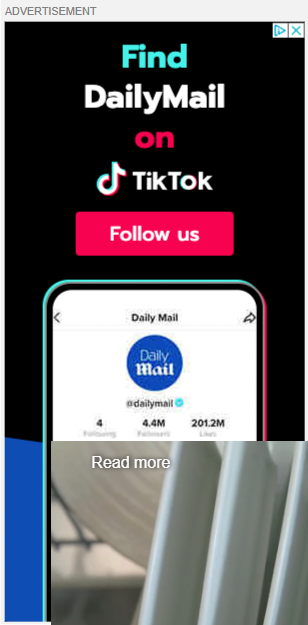 ADVERTISEMENT
Find
DailyMail
on
TikTok
Follow us
Daily Mail
Daily
Mail
@dailymail
4 4.4M 201.2M
Following Followers Likes
Read more